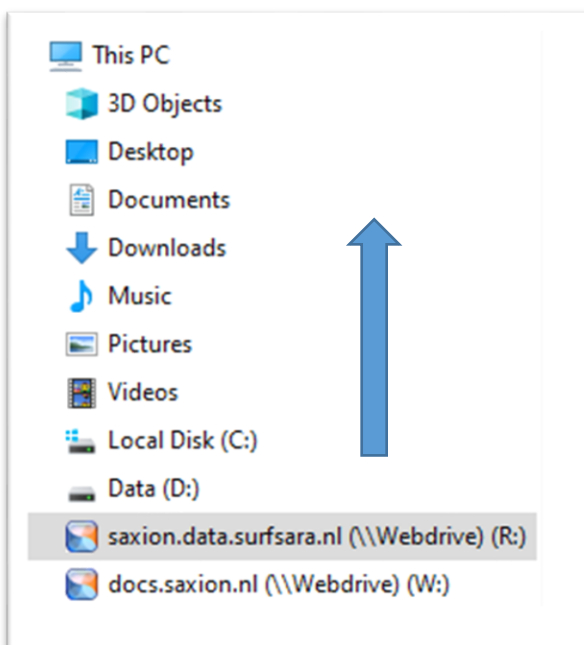 This PC
3D Objects
Desktop
Documents
Downloads
Music
Pictures
Videos
Local Disk (C:)
Data (D:)
saxion.data.surfsara.nl (\\Webdrive) (R:)
docs.saxion.nl (\\Webdrive) (W:)